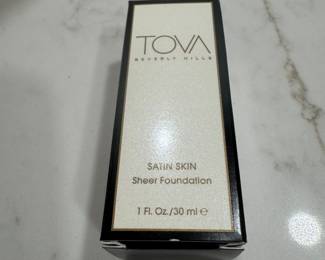 TOVA
BEVERLY HILLS
SATIN SKIN
Sheer Foundation
1 Fl. Oz./30 ml ℮